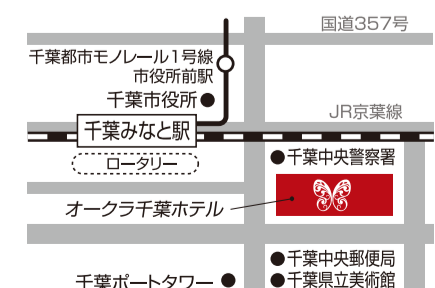 国道357号
千葉都市モノレール1号線
市役所前駅
千葉市役所●
JR京葉線
千葉みなと駅
ロータリー
●千葉中央警察署
オークラ千葉ホテル
●千葉中央郵便局
千葉ポートタワー ●
●千葉県立美術館